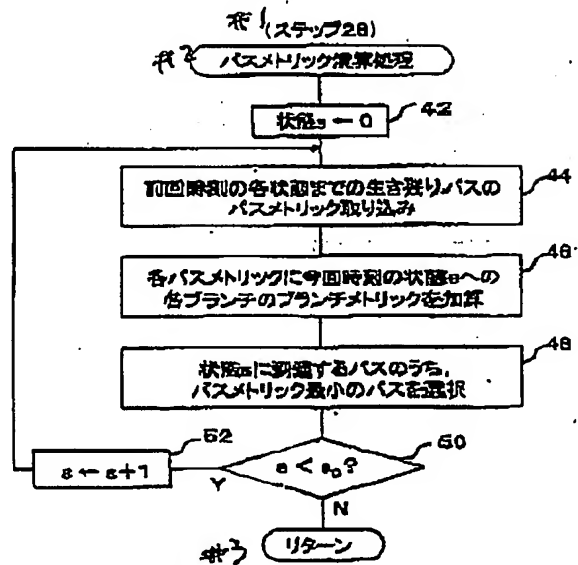 #1
(ステップ28)
#2 パスメトリック演算処理
状態s ← 0
42
前回時刻の各状態までの生き残りパスの
パスメトリック取り込み
44
各パスメトリックに今回時刻の状態sへの
各ブランチのブランチメトリックを加算
46
状態sに到達するパスのうち,
パスメトリック最小のパスを選択
48
52
s ← s+1
Y
s < s₀?
50
N
#3 リターン